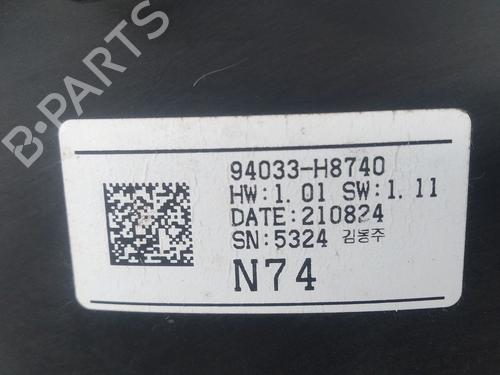 B-PARTS
94033-H8740
HW:1.01 SW:1.11
DATE:210824
SN:5324 김봉주
N74